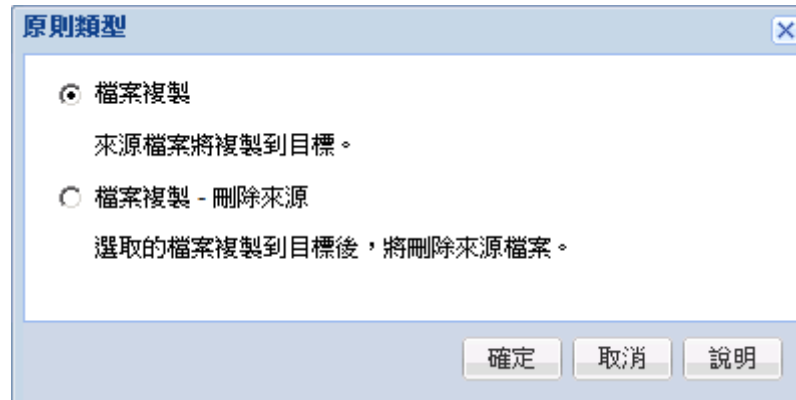 原則類型
檔案複製
來源檔案將複製到目標。
檔案複製 - 刪除來源
選取的檔案複製到目標後，將刪除來源檔案。
確定 取消 說明